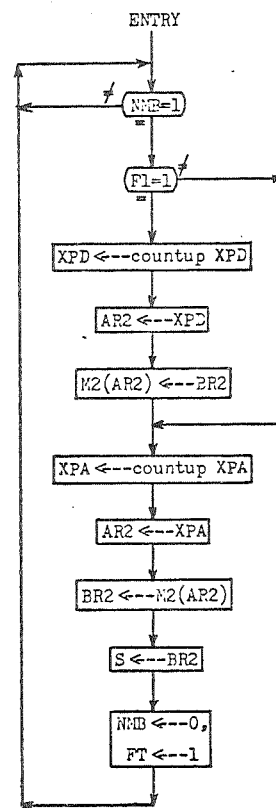 ENTRY
≠
NMB=1
=
F1=1
≠
=
XPD <---countup XPD
AR2 <---XPD
M2(AR2) <---BR2
XPA <---countup XPA
AR2 <---XPA
BR2 <---M2(AR2)
S <---BR2
NMB <---0,
FT <---1